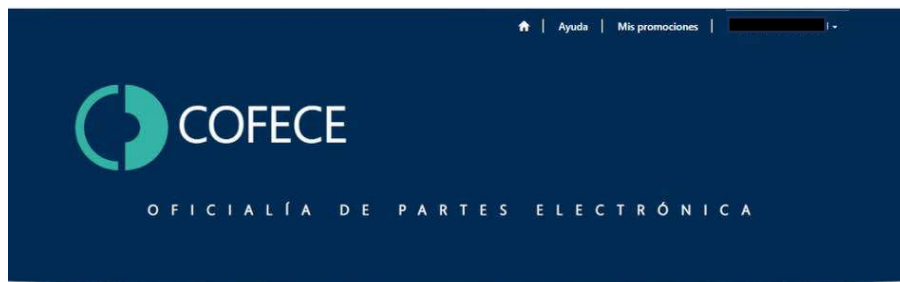 Ayuda | Mis promociones |
COFECE
OFICIALÍA DE PARTES ELECTRÓNICA